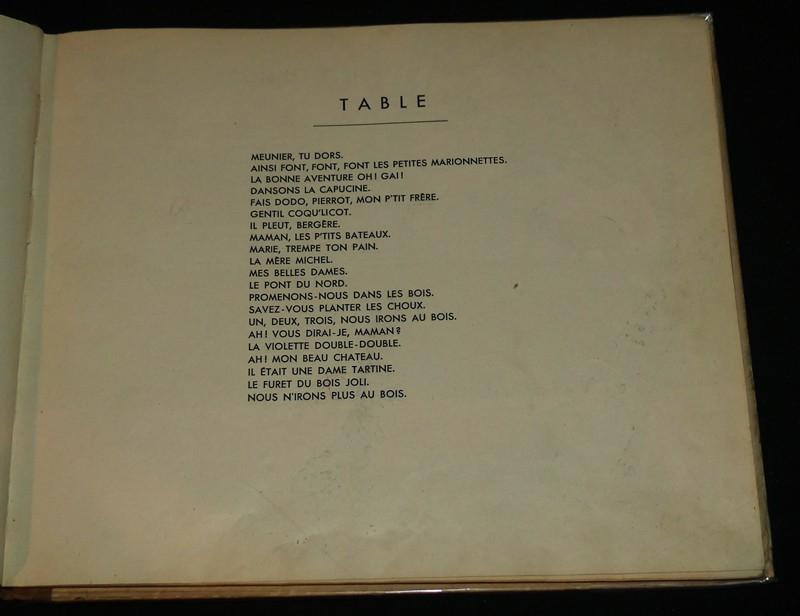 TABLE
MEUNIER, TU DORS.
AINSI FONT, FONT, FONT LES PETITES MARIONNETTES.
LA BONNE AVENTURE OH! GAI!
DANSONS LA CAPUCINE.
FAIS DODO, PIERROT, MON P'TIT FRÈRE.
GENTIL COQU'LICOT.
IL PLEUT, BERGÈRE.
MAMAN, LES P'TITS BATEAUX.
MARIE, TREMPE TON PAIN.
LA MÈRE MICHEL.
MES BELLES DAMES.
LE PONT DU NORD.
PROMENONS-NOUS DANS LES BOIS.
SAVEZ-VOUS PLANTER LES CHOUX.
UN, DEUX, TROIS, NOUS IRONS AU BOIS.
AH! VOUS DIRAI-JE, MAMAN?
LA VIOLETTE DOUBLE-DOUBLE.
AH! MON BEAU CHATEAU.
IL ÉTAIT UNE DAME TARTINE.
LE FURET DU BOIS JOLI.
NOUS N'IRONS PLUS AU BOIS.